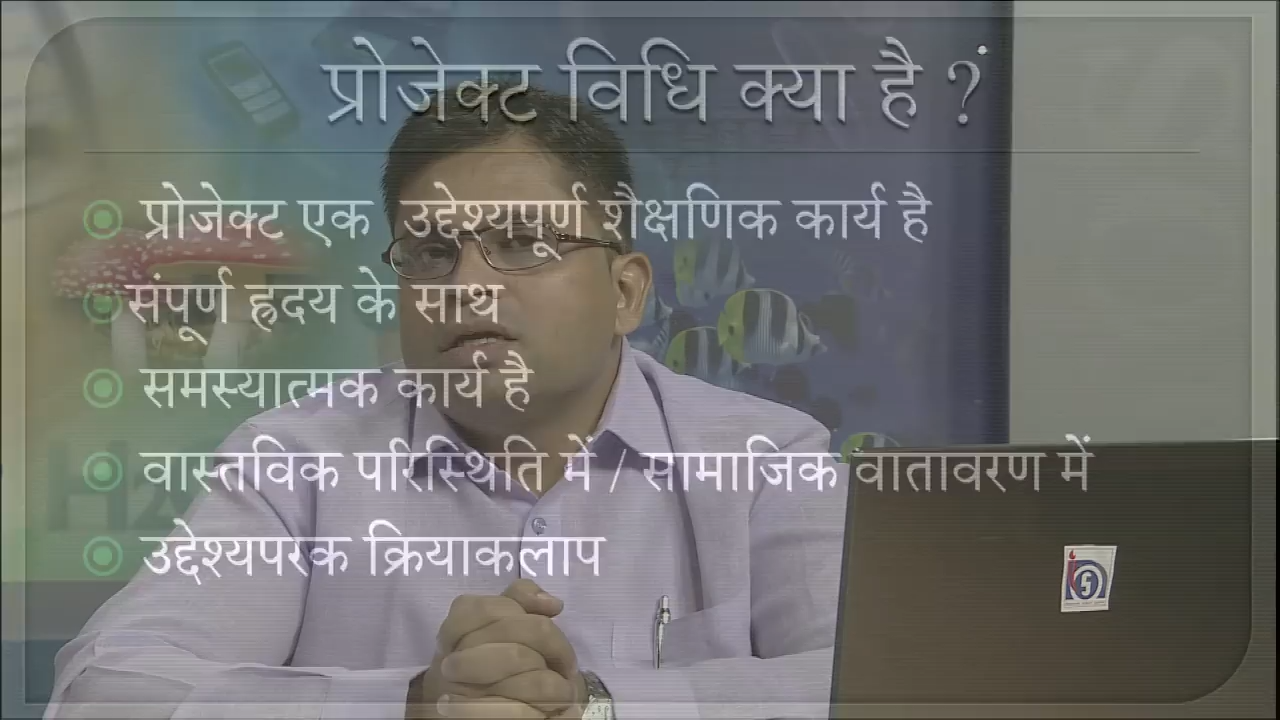 प्रोजेक्ट विधि क्या है ?
प्रोजेक्ट एक उद्देश्यपूर्ण शैक्षणिक कार्य है
संपूर्ण ह्रदय के साथ
समस्यात्मक कार्य है
वास्तविक परिस्थिति में / सामाजिक वातावरण में
उद्देश्यपरक क्रियाकलाप